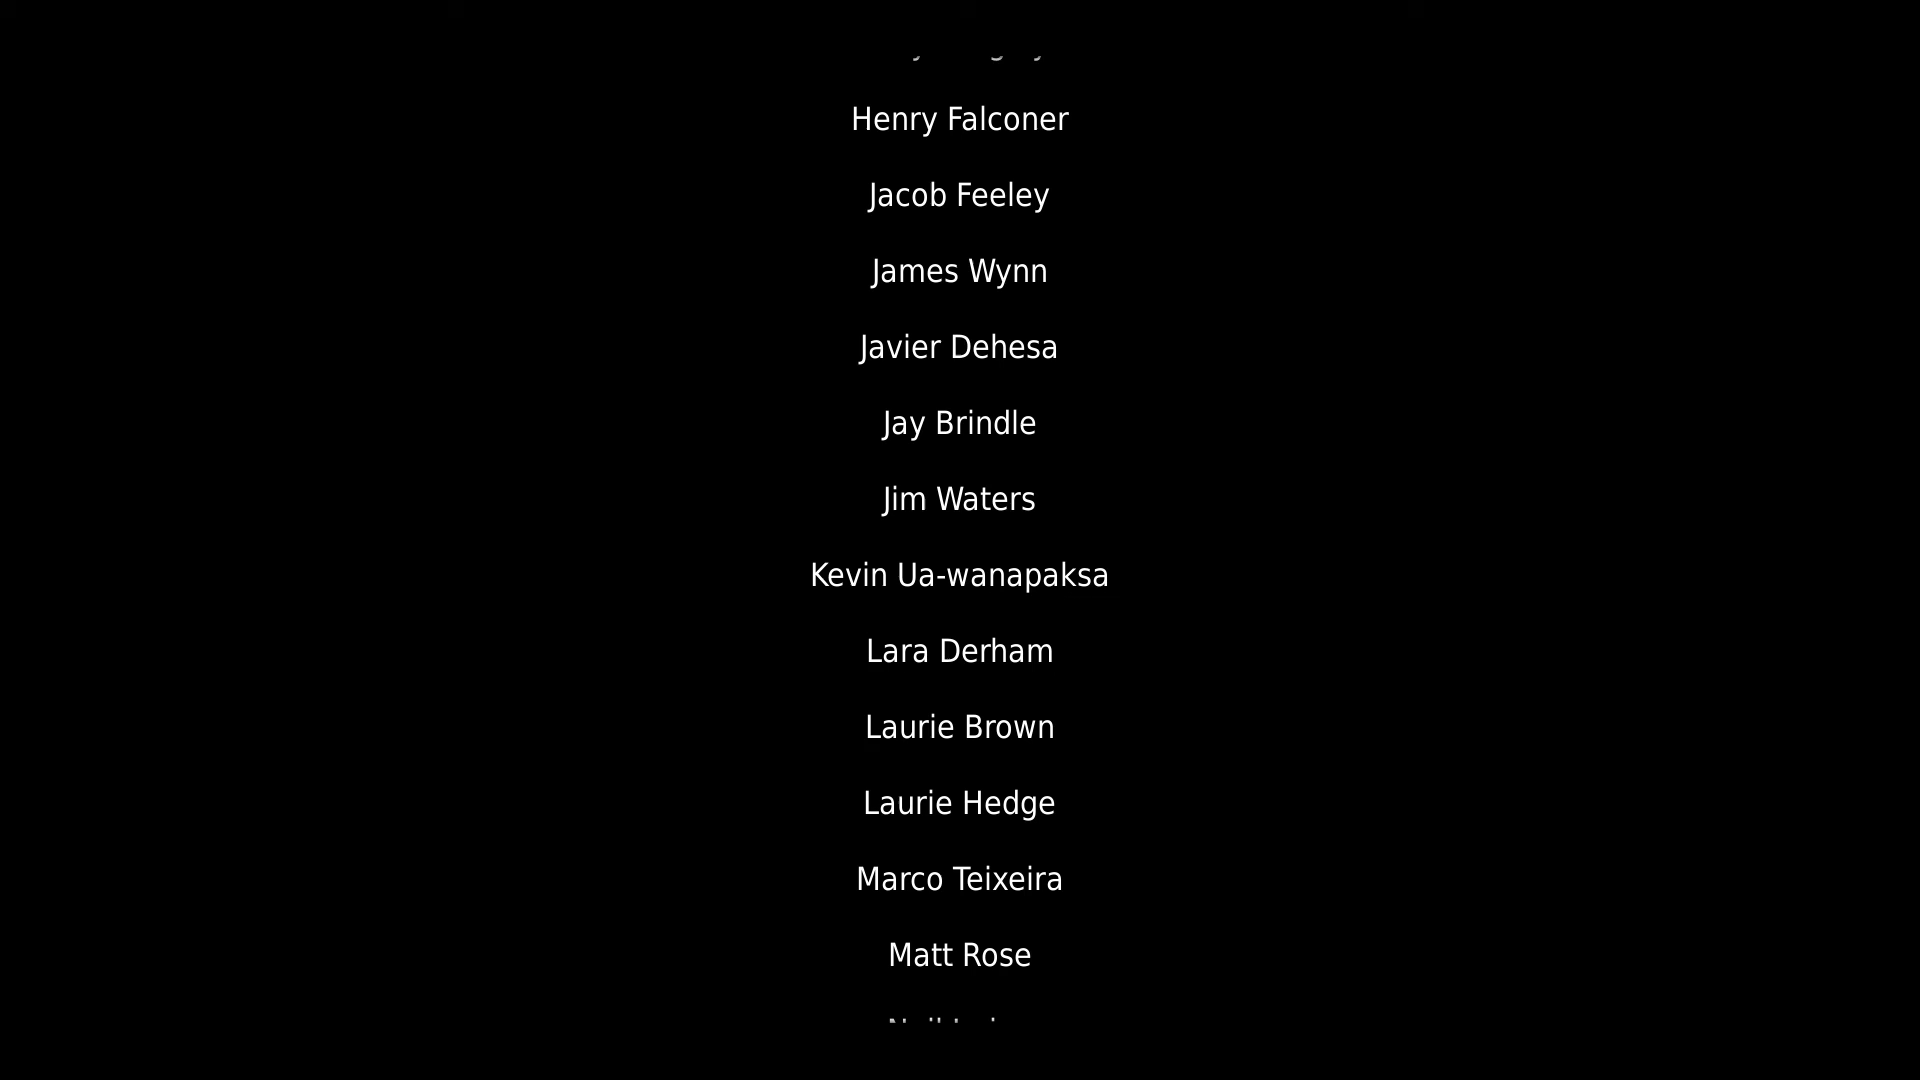 Henry Falconer
Jacob Feeley
James Wynn
Javier Dehesa
Jay Brindle
Jim Waters
Kevin Ua-wanapaksa
Lara Derham
Laurie Brown
Laurie Hedge
Marco Teixeira
Matt Rose